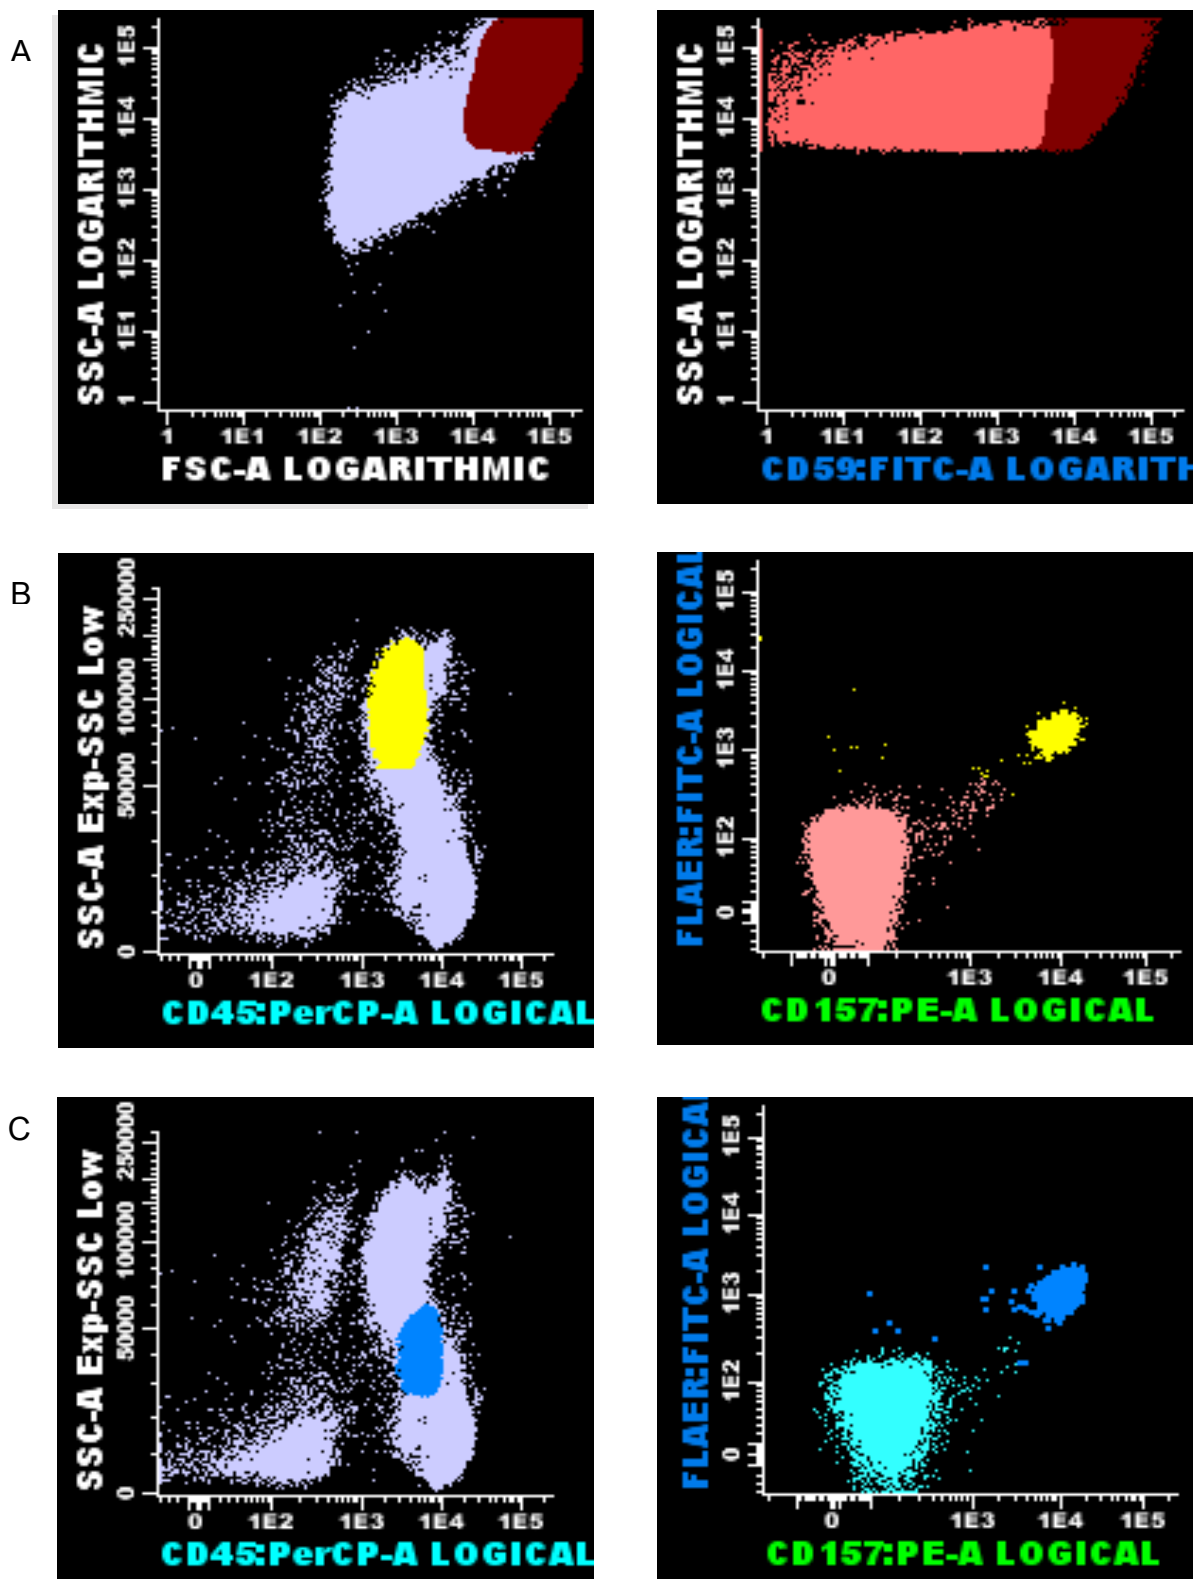 A
SSC-A LOGARITHMIC
1E5
1E4
1E3
1E2
1E1
1
1 1E1 1E2 1E3 1E4 1E5
FSC-A LOGARITHMIC
SSC-A LOGARITHMIC
1E5
1E4
1E3
1E2
1E1
1
1 1E1 1E2 1E3 1E4 1E5
CD59:FITC-A LOGARITH
B
SSC-A Exp-SSC Low
250000
100000
50000
0
0 1E2 1E3 1E4 1E5
CD45:PerCP-A LOGICAL
FLAER:FITC-A LOGICAL
1E5
1E4
1E3
1E2
0
0 1E3 1E4 1E5
CD157:PE-A LOGICAL
C
SSC-A Exp-SSC Low
250000
100000
50000
0
0 1E2 1E3 1E4 1E5
CD45:PerCP-A LOGICAL
FLAER:FITC-A LOGICAL
1E5
1E4
1E3
1E2
0
0 1E3 1E4 1E5
CD157:PE-A LOGICAL